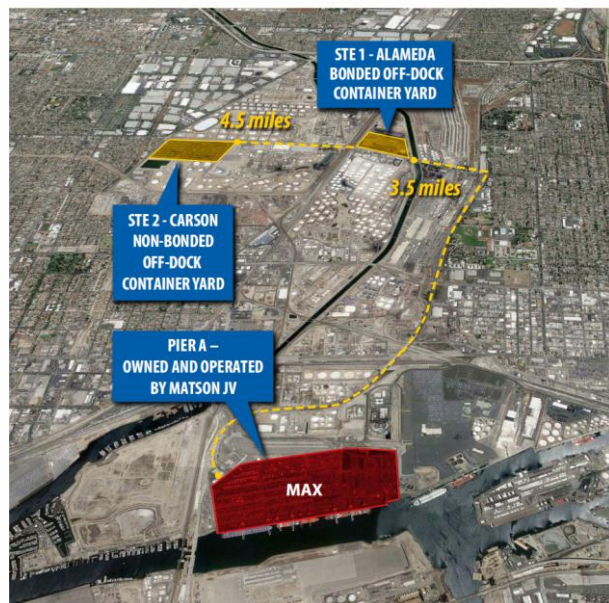 STE 1 - ALAMEDA
BONDED OFF-DOCK
CONTAINER YARD
4.5 miles
3.5 miles
STE 2 - CARSON
NON-BONDED
OFF-DOCK
CONTAINER YARD
PIER A –
OWNED AND OPERATED
BY MATSON JV
MAX